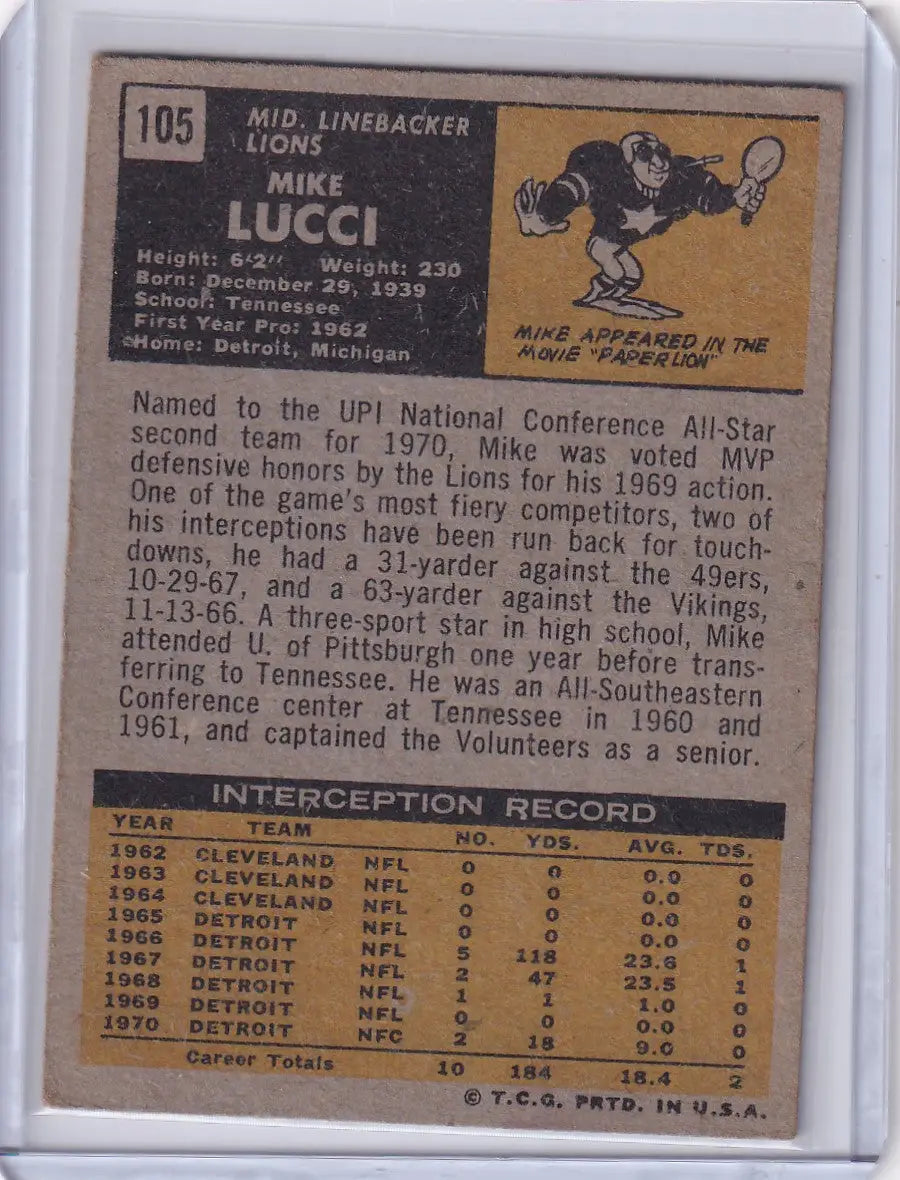 105
MID. LINEBACKER
LIONS
MIKE
LUCCI
Height: 6'2" Weight: 230
Born: December 29, 1939
School: Tennessee
First Year Pro: 1962
Home: Detroit, Michigan
MIKE APPEARED IN THE
MOVIE "PAPER LION"
Named to the UPI National Conference All-Star
second team for 1970, Mike was voted MVP
defensive honors by the Lions for his 1969 action.
One of the game's most fiery competitors, two of
his interceptions have been run back for touch-
downs, he had a 31-yarder against the 49ers,
10-29-67, and a 63-yarder against the Vikings,
11-13-66. A three-sport star in high school, Mike
attended U. of Pittsburgh one year before trans-
ferring to Tennessee. He was an All-Southeastern
Conference center at Tennessee in 1960 and
1961, and captained the Volunteers as a senior.
INTERCEPTION RECORD
YEAR TEAM NO. YDS. AVG. TDS.
1962 CLEVELAND NFL 0 0 0.0 0
1963 CLEVELAND NFL 0 0 0.0 0
1964 CLEVELAND NFL 0 0 0.0 0
1965 DETROIT NFL 0 0 0.0 0
1966 DETROIT NFL 5 118 23.6 1
1967 DETROIT NFL 2 47 23.5 1
1968 DETROIT NFL 1 1 1.0 0
1969 DETROIT NFL 0 0 0.0 0
1970 DETROIT NFC 2 18 9.0 0
Career Totals 10 184 18.4 2
© T.C.G. PRTD. IN U.S.A.